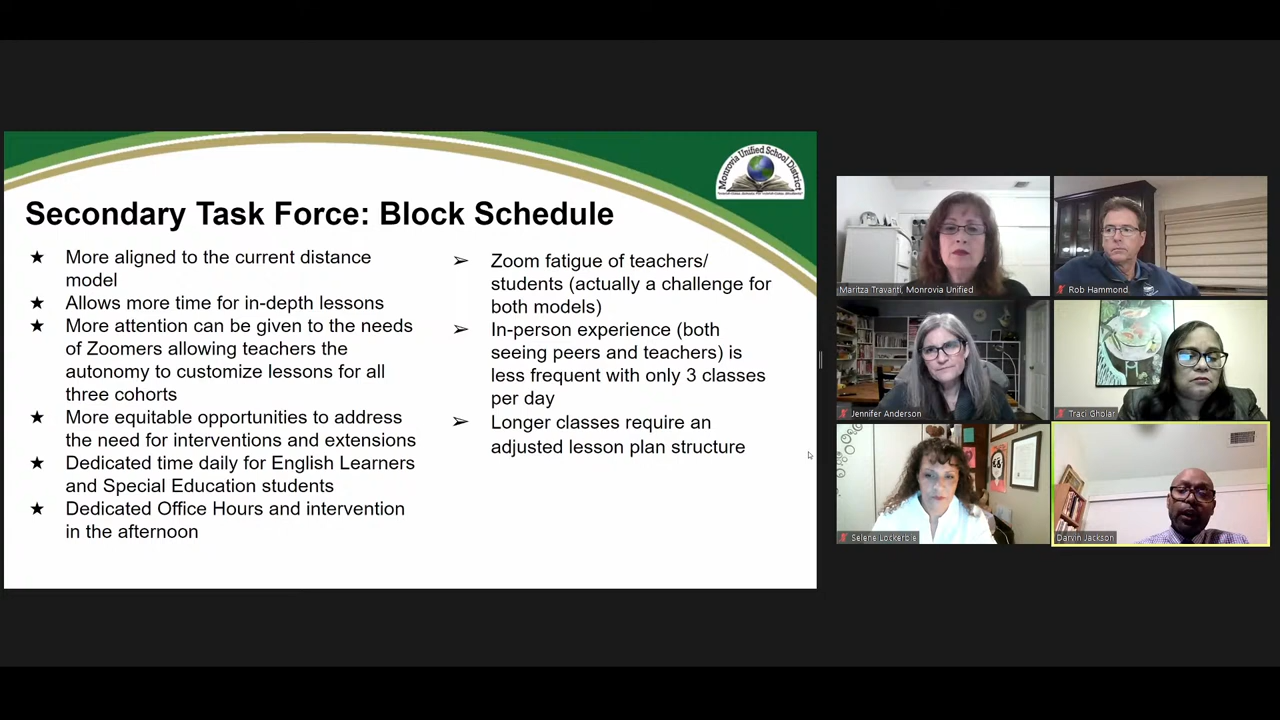 Monrovia Unified School District
Secondary Task Force: Block Schedule
★ More aligned to the current distance
model
★ Allows more time for in-depth lessons
★ More attention can be given to the needs
of Zoomers allowing teachers the
autonomy to customize lessons for all
three cohorts
★ More equitable opportunities to address
the need for interventions and extensions
★ Dedicated time daily for English Learners
and Special Education students
★ Dedicated Office Hours and intervention
in the afternoon
➢ Zoom fatigue of teachers/
students (actually a challenge for
both models)
➢ In-person experience (both
seeing peers and teachers) is
less frequent with only 3 classes
per day
➢ Longer classes require an
adjusted lesson plan structure
Maritza Travanti, Monrovia Unified
Rob Hammond
Jennifer Anderson
Traci Gholar
Selene Lockerbie
Darvin Jackson